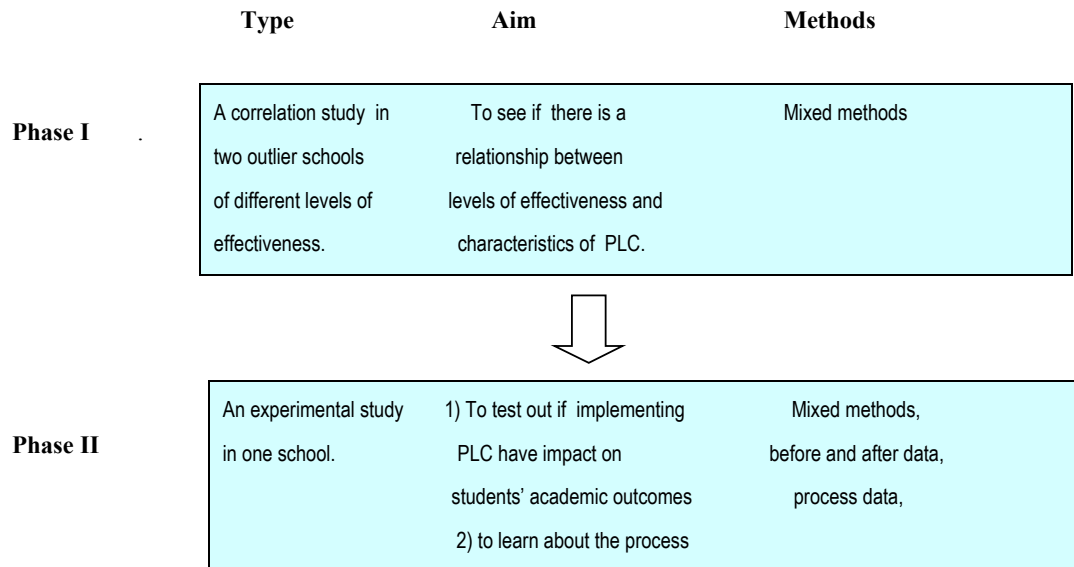 Type Aim Methods
Phase I .
A correlation study in To see if there is a Mixed methods
two outlier schools relationship between
of different levels of levels of effectiveness and
effectiveness. characteristics of PLC.
Phase II
An experimental study 1) To test out if implementing Mixed methods,
in one school. PLC have impact on before and after data,
students’ academic outcomes process data,
2) to learn about the process